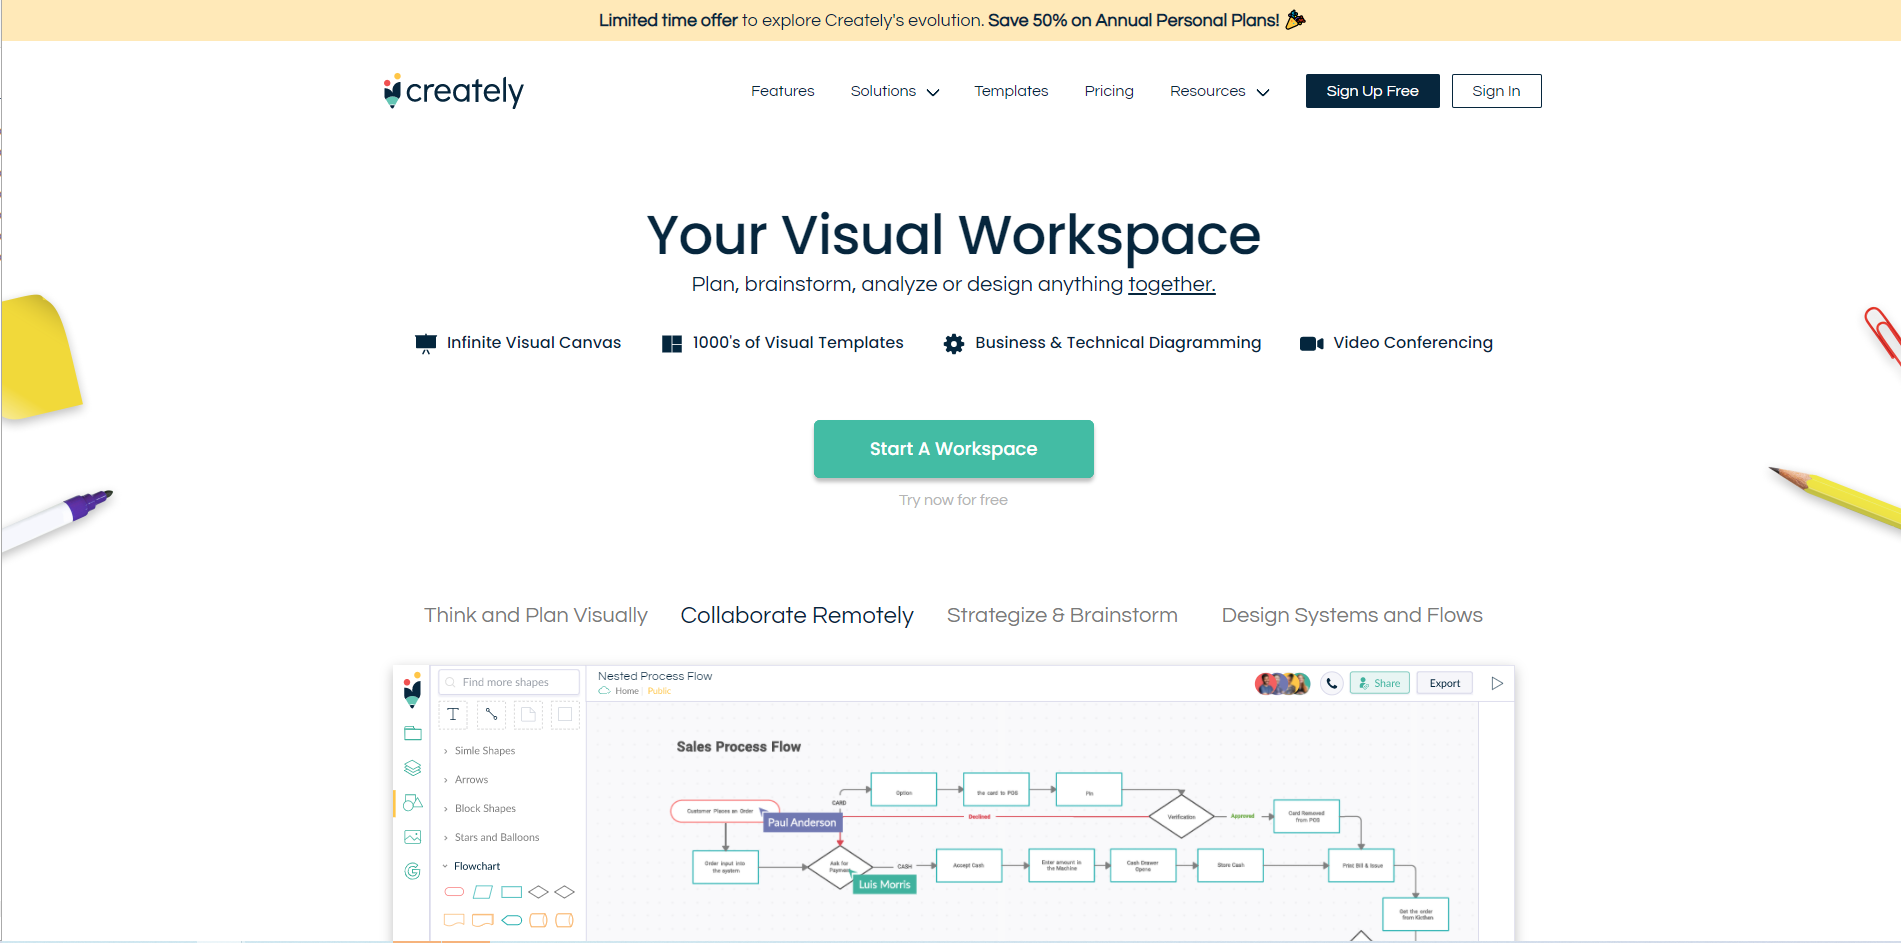 Limited time offer to explore Creately's evolution. Save 50% on Annual Personal Plans!
creately
Features
Solutions
Templates
Pricing
Resources
Sign Up Free
Sign In
Your Visual Workspace
Plan, brainstorm, analyze or design anything together.
Infinite Visual Canvas
1000's of Visual Templates
Business & Technical Diagramming
Video Conferencing
Start A Workspace
Try now for free
Think and Plan Visually
Collaborate Remotely
Strategize & Brainstorm
Design Systems and Flows
Find more shapes
T
Simle Shapes
Arrows
Block Shapes
Stars and Balloons
Flowchart
Nested Process Flow
Home | Public
Share
Export
Sales Process Flow
Option
the card to POS
Pin
CARD
Customer Places an Order
Paul Anderson
Declined
Verification
Approved
Card Removed
from POS
Order input into
the system
Ask for
Payment
Luis Morris
CASH
Accept Cash
Enter amount in
the Machine
Cash Drawer
Opens
Store Cash
Print Bill & Issue
Get the order
from Kicthen